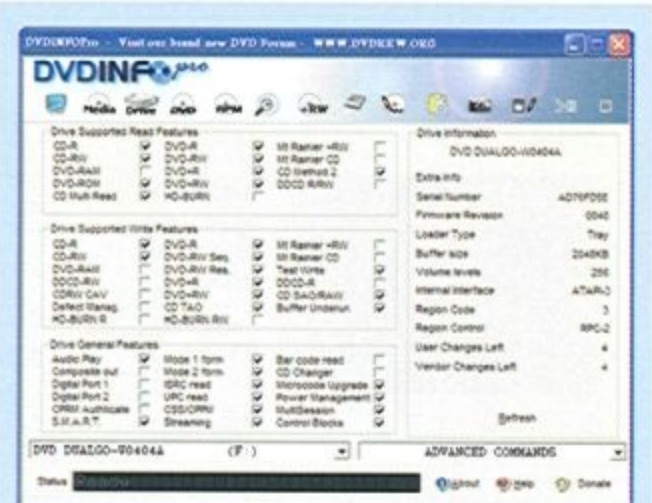 DVDINFOPro - Visit our brand new DVD Forum - WWW.DVDREW.ORG
DVDINFOpro
Media Drive DVD RPM +RW
Drive Supported Read Features
CD-R DVD-R Mt Rainier +RW
CD-RW DVD-RW Mt Rainier CD
DVD-RAM DVD+R CD Method 2
DVD-ROM DVD+RW DDCD R/RW
CD Multi Read HD-BURN
Drive Supported Write Features
CD-R DVD-R Mt Rainier +RW
CD-RW DVD-RW Seq. Mt Rainier CD
DVD-RAM DVD-RW Res. Test Write
DDCD-RW DVD+R DDCD-R
CDRW CAV DVD+RW CD SAO/RAW
Defect Manag. CD TAO Buffer Underun.
HD-BURN R HD-BURN RW
Drive General Features
Audio Play Mode 1 form Bar code read
Composite out Mode 2 form CD Changer
Digital Port 1 ISRC read Microcode Upgrade
Digital Port 2 UPC read Power Management
CPRM Authticate CSS/CPPM MultiSession
S.M.A.R.T. Streaming Control Blocks
Drive Information
DVD DUALGO-W0404A
Extra Info
Serial Number AD76FD5E
Firmware Revision 0040
Loader Type Tray
Buffer size 2048KB
Volume levels 256
Internal Interface ATAPI-3
Region Code 3
Region Control RPC-2
User Changes Left 4
Vendor Changes Left 4
Refresh
DVD DUALGO-W0404A (F:) ADVANCED COMMANDS
Status Ready About Help Donate